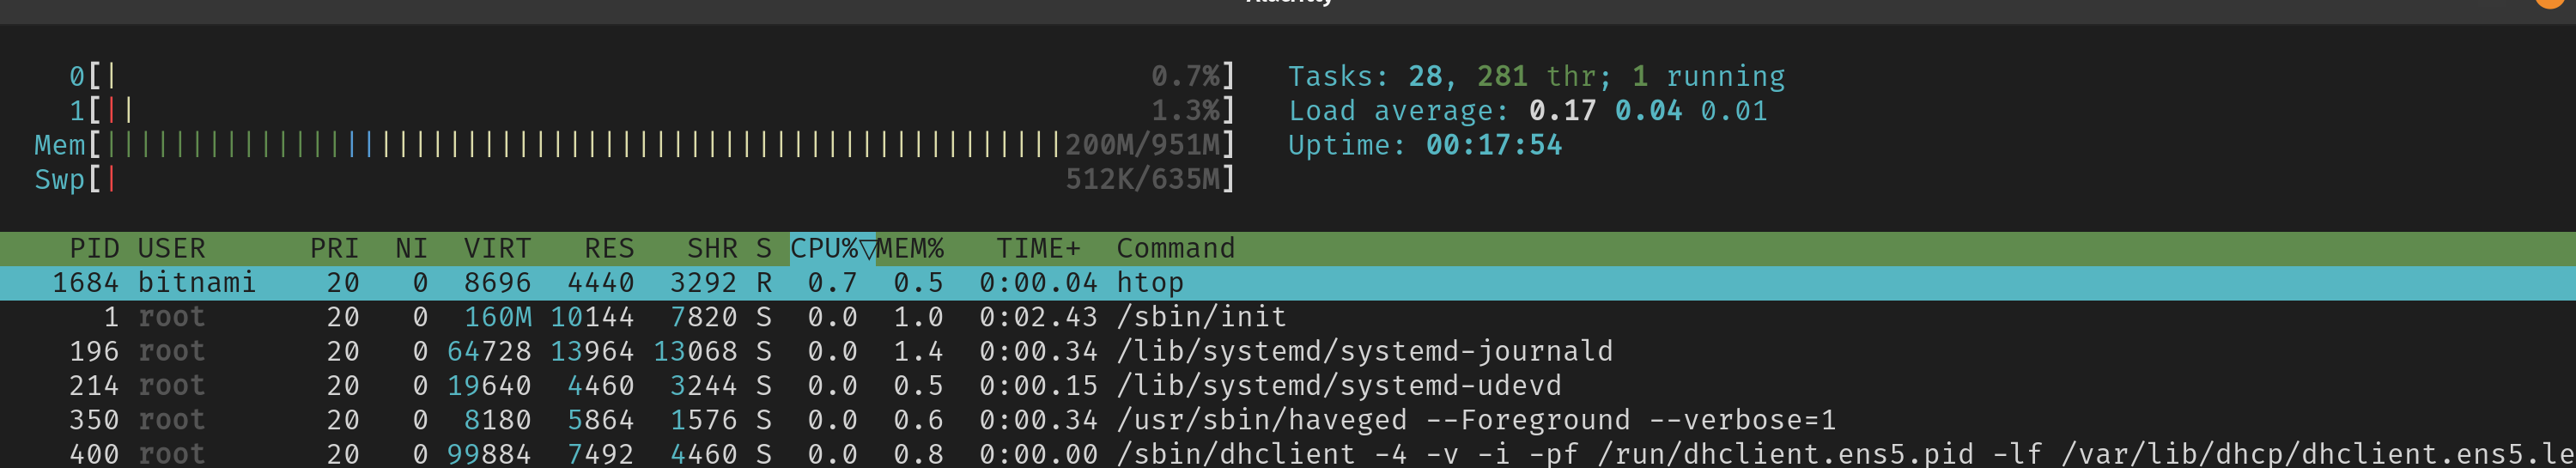 0[| 0.7%] Tasks: 28, 281 thr; 1 running
1[|| 1.3%] Load average: 0.17 0.04 0.01
Mem[||||||||||||||||||||||||||||||||||||||||||||||||||||||||200M/951M] Uptime: 00:17:54
Swp[| 512K/635M]
PID USER PRI NI VIRT RES SHR S CPU%▽MEM% TIME+ Command
1684 bitnami 20 0 8696 4440 3292 R 0.7 0.5 0:00.04 htop
1 root 20 0 160M 10144 7820 S 0.0 1.0 0:02.43 /sbin/init
196 root 20 0 64728 13964 13068 S 0.0 1.4 0:00.34 /lib/systemd/systemd-journald
214 root 20 0 19640 4460 3244 S 0.0 0.5 0:00.15 /lib/systemd/systemd-udevd
350 root 20 0 8180 5864 1576 S 0.0 0.6 0:00.34 /usr/sbin/haveged --Foreground --verbose=1
400 root 20 0 99884 7492 4460 S 0.0 0.8 0:00.00 /sbin/dhclient -4 -v -i -pf /run/dhclient.ens5.pid -lf /var/lib/dhcp/dhclient.ens5.le